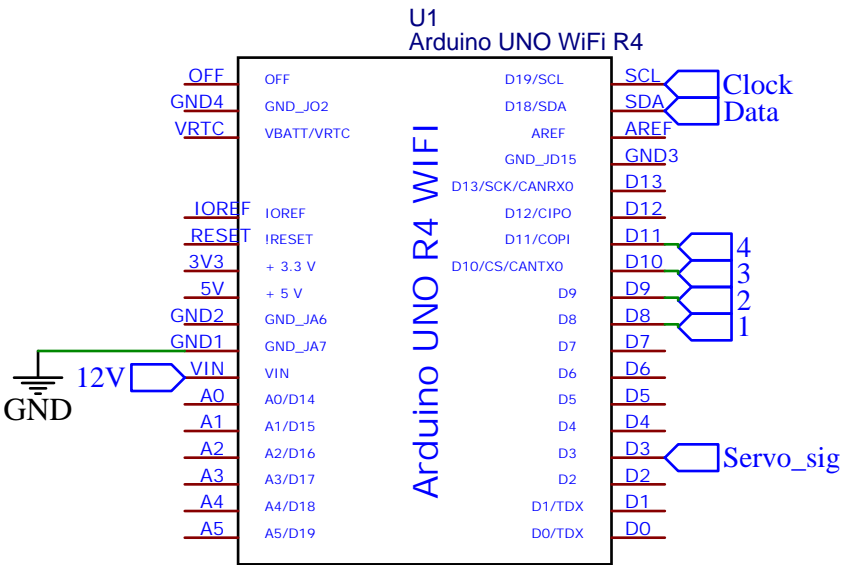 U1
Arduino UNO WiFi R4
OFF OFF D19/SCL SCL Clock
GND4 GND_JO2 D18/SDA SDA Data
VRTC VBATT/VRTC AREF AREF
GND_JD15 GND3
D13/SCK/CANRX0 D13
IOREF IOREF D12/CIPO D12
RESET !RESET D11/COPI D11 4
3V3 + 3.3 V D10/CS/CANTX0 D10 3
5V + 5 V D9 D9 2
GND2 GND_JA6 D8 D8 1
GND1 GND_JA7 D7 D7
12V VIN VIN D6 D6
GND
A0 A0/D14 D5 D5
A1 A1/D15 D4 D4
A2 A2/D16 D3 D3 Servo_sig
A3 A3/D17 D2 D2
A4 A4/D18 D1/TDX D1
A5 A5/D19 D0/TDX D0
Arduino UNO R4 WIFI